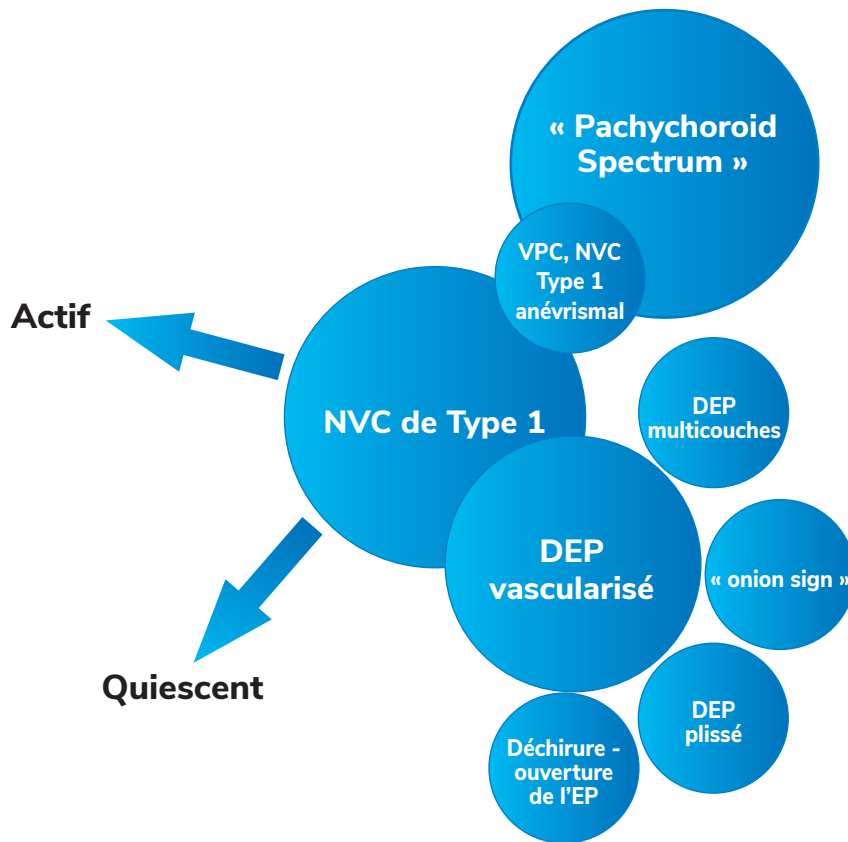 « Pachychoroid
Spectrum »
VPC, NVC
Type 1
anévrismal
Actif
NVC de Type 1
DEP
multicouches
DEP
vascularisé
« onion sign »
Quiescent
DEP
plissé
Déchirure -
ouverture
de l'EP